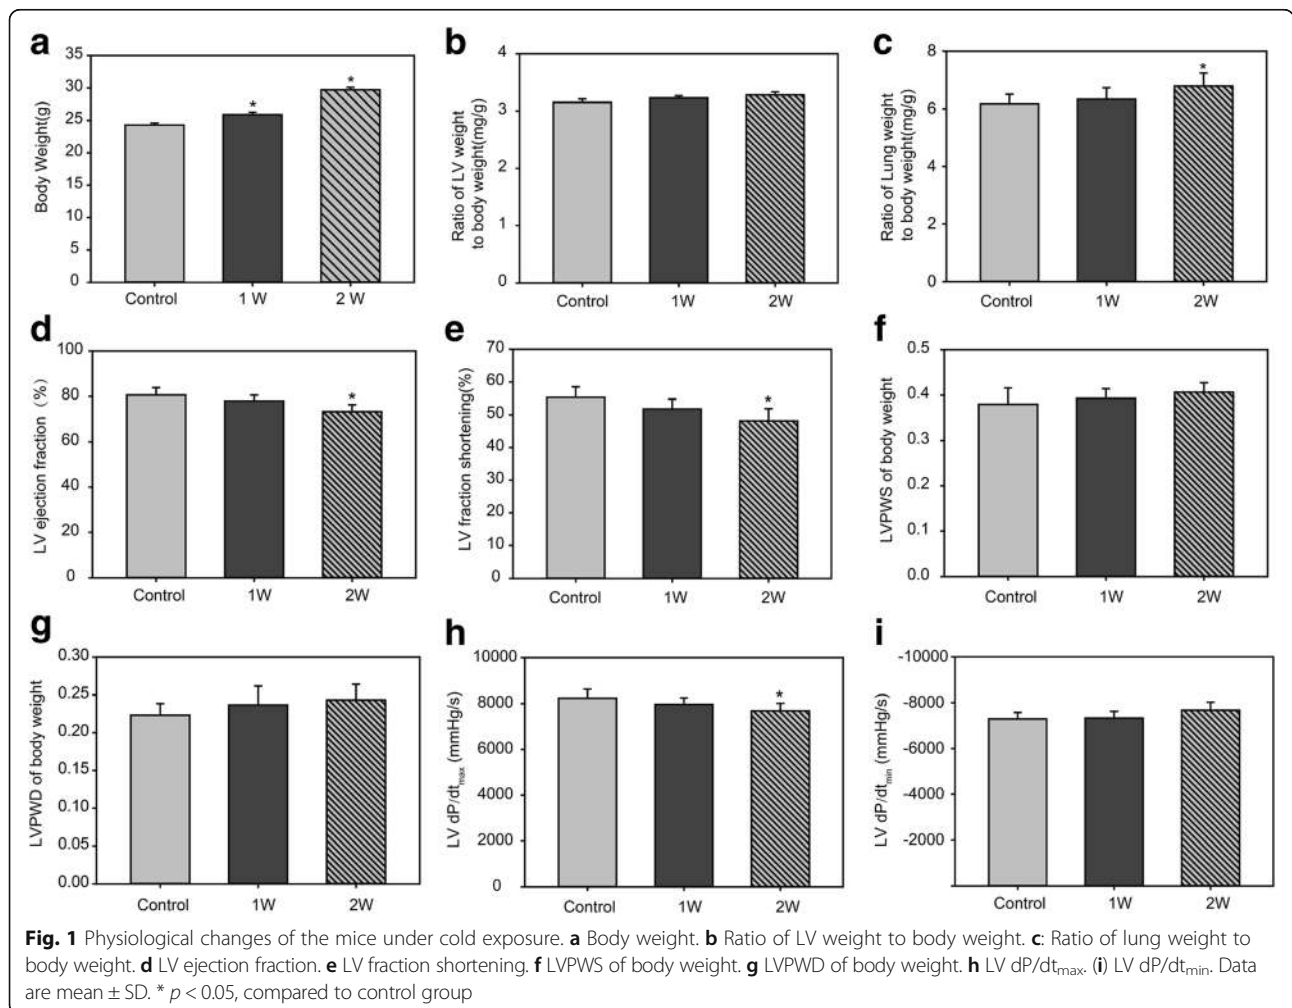 a
35
30
25
20
15
10
5
0
Body Weight(g)
*
*
Control 1 W 2 W
b
4
3
2
1
0
Ratio of LV weight
to body weight(mg/g)
Control 1W 2W
c
8
6
4
2
0
Ratio of Lung weight
to body weight(mg/g)
*
Control 1W 2W
d
100
80
60
40
20
0
LV ejection fraction (%)
*
Control 1W 2W
e
70
60
50
40
30
20
10
0
LV fraction shortening(%)
*
Control 1W 2W
f
0.5
0.4
0.3
0.2
0.1
0.0
LVPWS of body weight
Control 1W 2W
g
0.30
0.25
0.20
0.15
0.10
0.05
0.00
LVPWD of body weight
Control 1W 2W
h
10000
8000
6000
4000
2000
0
LV dP/dtmax (mmHg/s)
*
Control 1W 2W
i
-10000
-8000
-6000
-4000
-2000
LV dP/dtmin (mmHg/s)
Control 1W 2W
Fig. 1 Physiological changes of the mice under cold exposure. a Body weight. b Ratio of LV weight to body weight. c: Ratio of lung weight to
body weight. d LV ejection fraction. e LV fraction shortening. f LVPWS of body weight. g LVPWD of body weight. h LV dP/dtmax. (i) LV dP/dtmin. Data
are mean ± SD. * p < 0.05, compared to control group